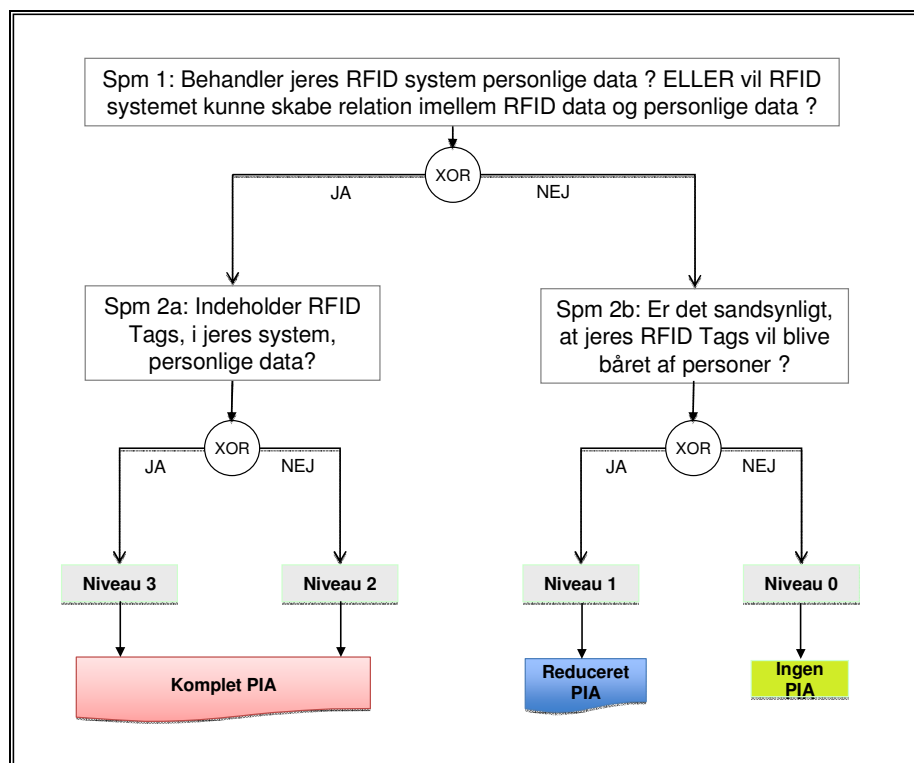 Spm 1: Behandler jeres RFID system personlige data ? ELLER vil RFID
systemet kunne skabe relation imellem RFID data og personlige data ?
XOR
JA
NEJ
Spm 2a: Indeholder RFID
Tags, i jeres system,
personlige data?
Spm 2b: Er det sandsynligt,
at jeres RFID Tags vil blive
båret af personer ?
XOR
JA
NEJ
XOR
JA
NEJ
Niveau 3
Niveau 2
Niveau 1
Niveau 0
Komplet PIA
Reduceret
PIA
Ingen
PIA